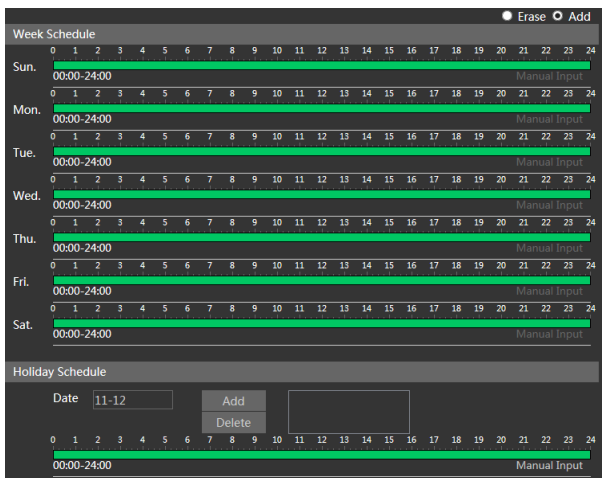 Erase Add
Week Schedule
0 1 2 3 4 5 6 7 8 9 10 11 12 13 14 15 16 17 18 19 20 21 22 23 24
Sun.
00:00-24:00 Manual Input
0 1 2 3 4 5 6 7 8 9 10 11 12 13 14 15 16 17 18 19 20 21 22 23 24
Mon.
00:00-24:00 Manual Input
0 1 2 3 4 5 6 7 8 9 10 11 12 13 14 15 16 17 18 19 20 21 22 23 24
Tue.
00:00-24:00 Manual Input
0 1 2 3 4 5 6 7 8 9 10 11 12 13 14 15 16 17 18 19 20 21 22 23 24
Wed.
00:00-24:00 Manual Input
0 1 2 3 4 5 6 7 8 9 10 11 12 13 14 15 16 17 18 19 20 21 22 23 24
Thu.
00:00-24:00 Manual Input
0 1 2 3 4 5 6 7 8 9 10 11 12 13 14 15 16 17 18 19 20 21 22 23 24
Fri.
00:00-24:00 Manual Input
0 1 2 3 4 5 6 7 8 9 10 11 12 13 14 15 16 17 18 19 20 21 22 23 24
Sat.
00:00-24:00 Manual Input
Holiday Schedule
Date 11-12 Add
Delete
0 1 2 3 4 5 6 7 8 9 10 11 12 13 14 15 16 17 18 19 20 21 22 23 24
00:00-24:00 Manual Input